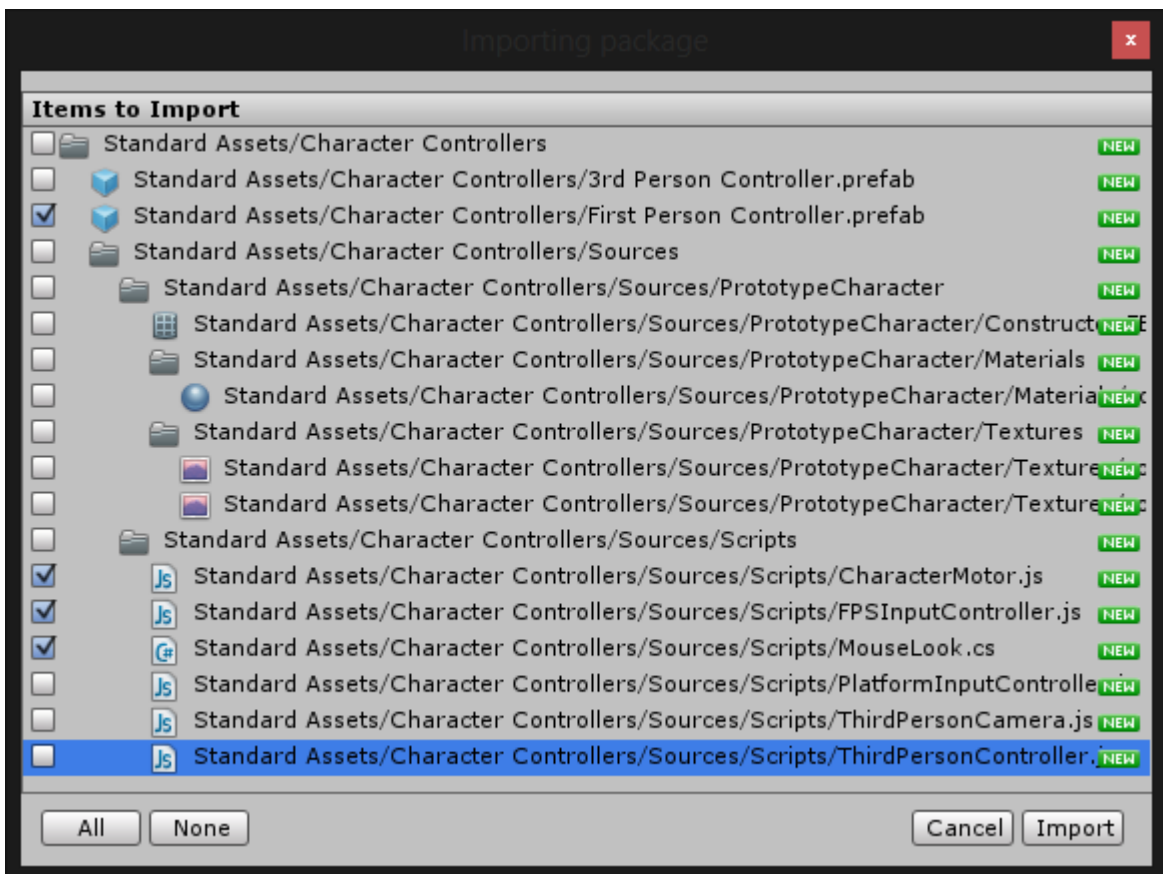 Importing package
x
Items to Import
Standard Assets/Character Controllers NEW
Standard Assets/Character Controllers/3rd Person Controller.prefab NEW
Standard Assets/Character Controllers/First Person Controller.prefab NEW
Standard Assets/Character Controllers/Sources NEW
Standard Assets/Character Controllers/Sources/PrototypeCharacter NEW
Standard Assets/Character Controllers/Sources/PrototypeCharacter/Construct NEW
Standard Assets/Character Controllers/Sources/PrototypeCharacter/Materials NEW
Standard Assets/Character Controllers/Sources/PrototypeCharacter/Materia NEW
Standard Assets/Character Controllers/Sources/PrototypeCharacter/Textures NEW
Standard Assets/Character Controllers/Sources/PrototypeCharacter/Texture NEW
Standard Assets/Character Controllers/Sources/PrototypeCharacter/Texture NEW
Standard Assets/Character Controllers/Sources/Scripts NEW
Js Standard Assets/Character Controllers/Sources/Scripts/CharacterMotor.js NEW
Js Standard Assets/Character Controllers/Sources/Scripts/FPSInputController.js NEW
C# Standard Assets/Character Controllers/Sources/Scripts/MouseLook.cs NEW
Js Standard Assets/Character Controllers/Sources/Scripts/PlatformInputControlle NEW
Js Standard Assets/Character Controllers/Sources/Scripts/ThirdPersonCamera.js NEW
Js Standard Assets/Character Controllers/Sources/Scripts/ThirdPersonController. NEW
All None Cancel Import